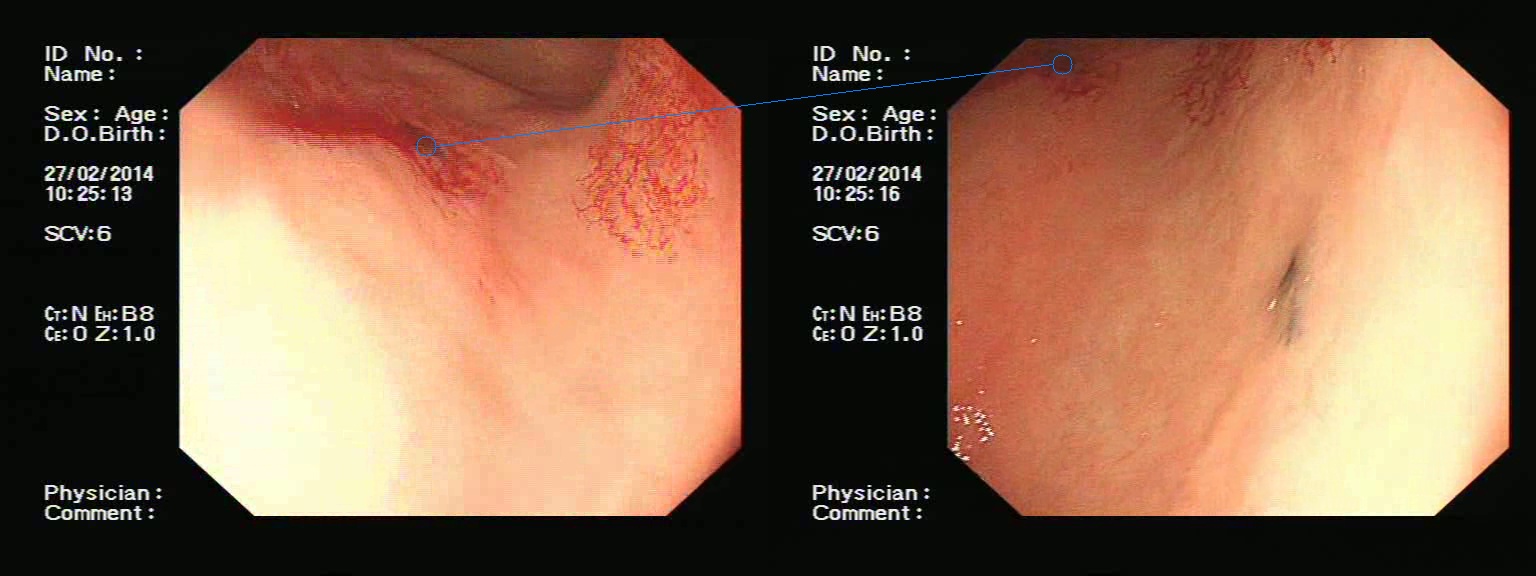 ID No. :
Name:
Sex: Age:
D.O.Birth:
27/02/2014
10:25:13
SCV:6
CT:N EH:B8
CE:0 Z:1.0
Physician:
Comment:
ID No. :
Name:
Sex: Age:
D.O.Birth:
27/02/2014
10:25:16
SCV:6
CT:N EH:B8
CE:0 Z:1.0
Physician:
Comment: